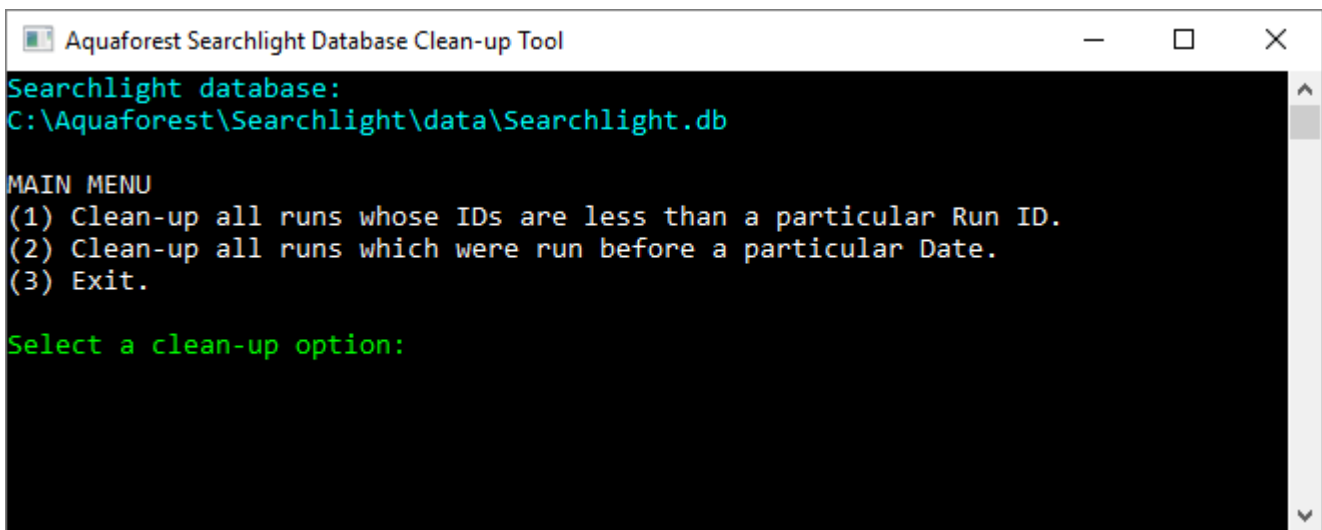 Aquaforest Searchlight Database Clean-up Tool
Searchlight database:
C:\Aquaforest\Searchlight\data\Searchlight.db
MAIN MENU
(1) Clean-up all runs whose IDs are less than a particular Run ID.
(2) Clean-up all runs which were run before a particular Date.
(3) Exit.
Select a clean-up option: